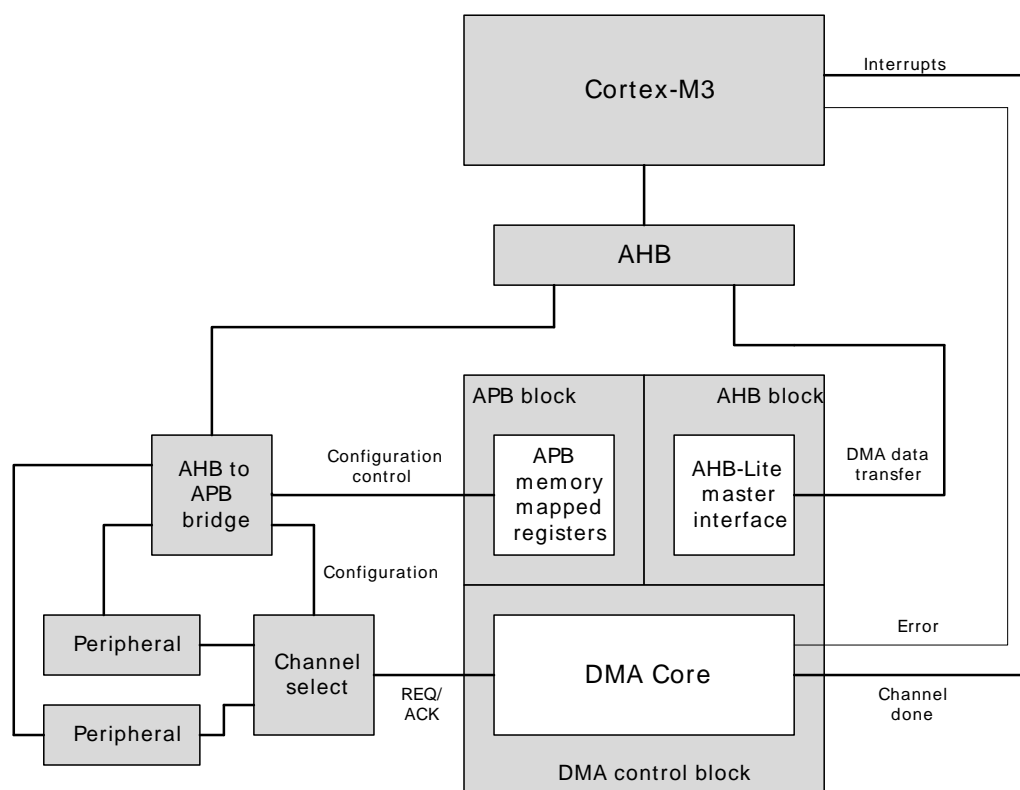 Interrupts
Cortex-M3
AHB
APB block
AHB block
AHB to
APB
bridge
Configuration
control
APB
memory
mapped
registers
AHB-Lite
master
interface
DMA data
transfer
Configuration
Peripheral
Channel
select
Peripheral
REQ/
ACK
DMA Core
Error
Channel
done
DMA control block